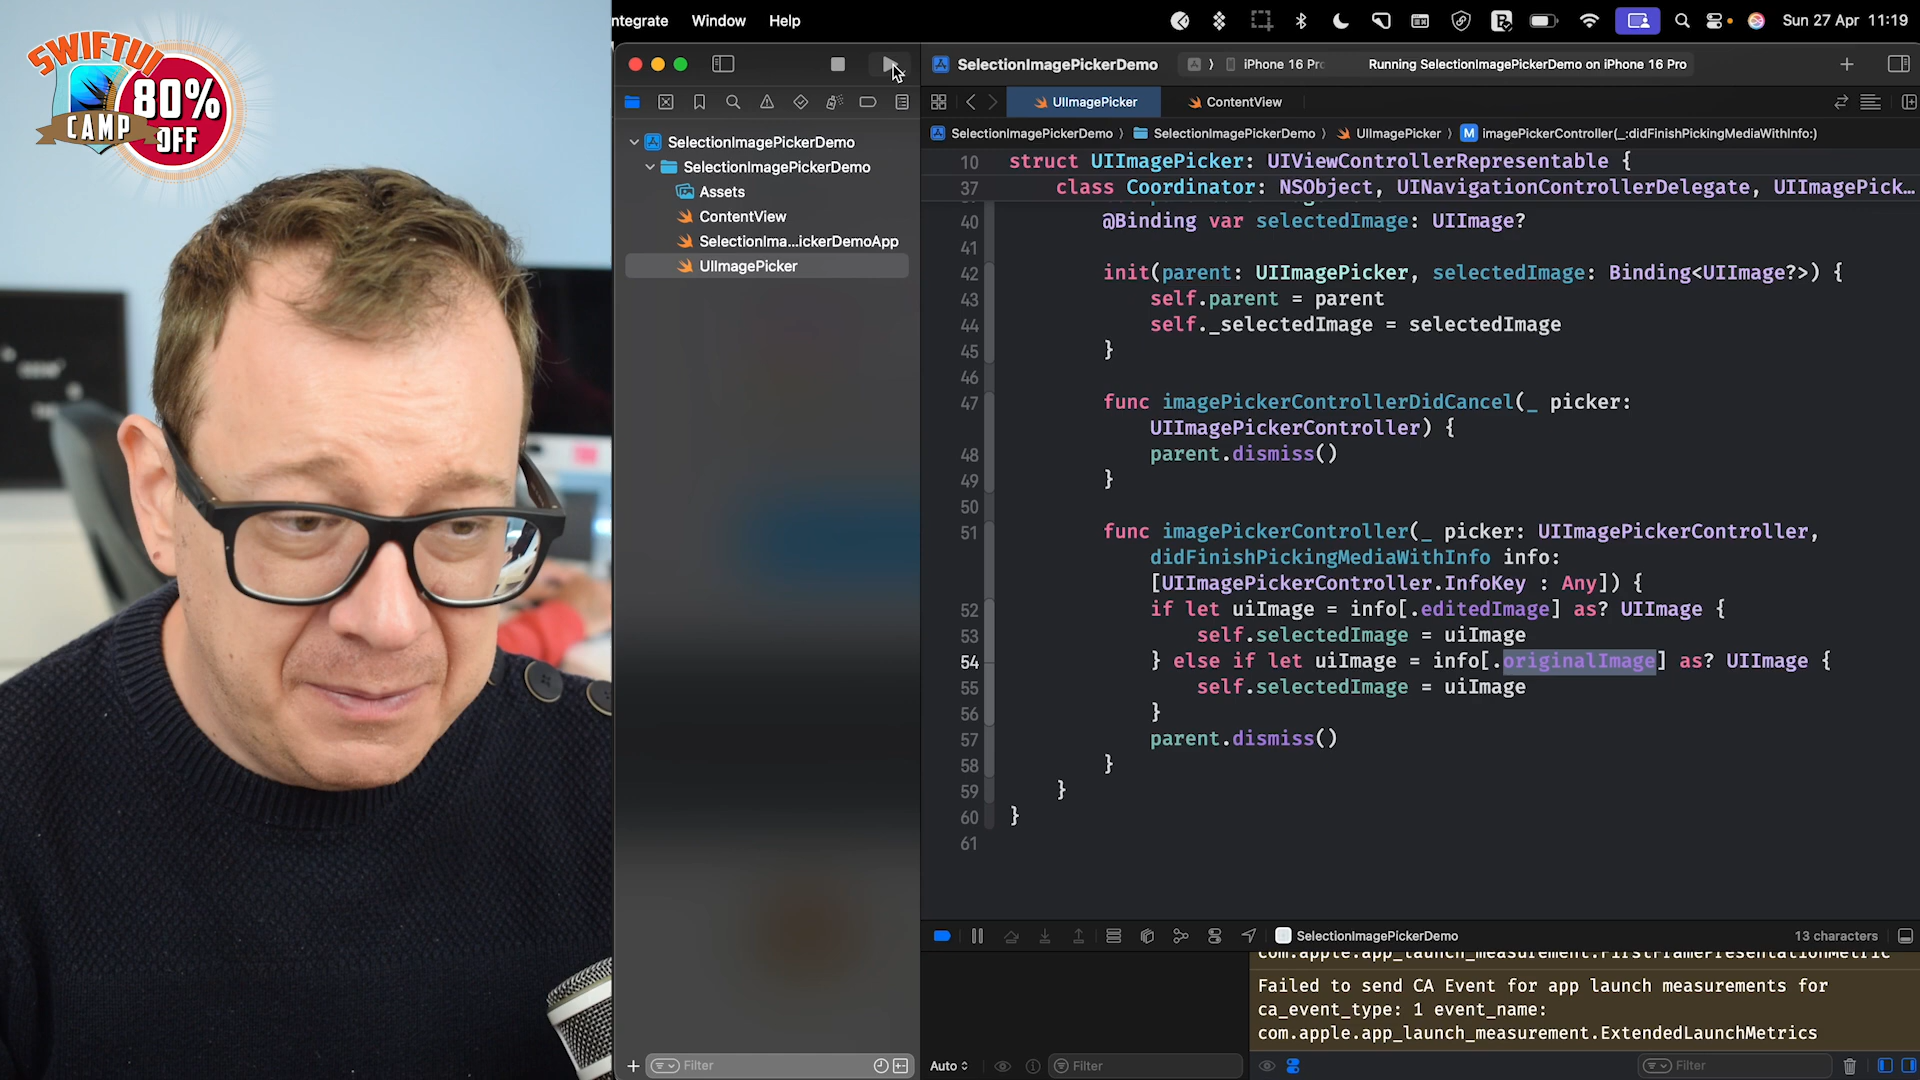 SWIFTUI
CAMP
80%
OFF
ntegrate Window Help
Sun 27 Apr 11:19
SelectionImagePickerDemo
iPhone 16 Pro
Running SelectionImagePickerDemo on iPhone 16 Pro
UIImagePicker
ContentView
SelectionImagePickerDemo
SelectionImagePickerDemo
Assets
ContentView
SelectionIma...ickerDemoApp
UIImagePicker
SelectionImagePickerDemo SelectionImagePickerDemo UIImagePicker M imagePickerController(_:didFinishPickingMediaWithInfo:)
10 struct UIImagePicker: UIViewControllerRepresentable {
37 class Coordinator: NSObject, UINavigationControllerDelegate, UIImagePick…
40 @Binding var selectedImage: UIImage?
41
42 init(parent: UIImagePicker, selectedImage: Binding<UIImage?>) {
43 self.parent = parent
44 self._selectedImage = selectedImage
45 }
46
47 func imagePickerControllerDidCancel(_ picker:
UIImagePickerController) {
48 parent.dismiss()
49 }
50
51 func imagePickerController(_ picker: UIImagePickerController,
didFinishPickingMediaWithInfo info:
[UIImagePickerController.InfoKey : Any]) {
52 if let uiImage = info[.editedImage] as? UIImage {
53 self.selectedImage = uiImage
54 } else if let uiImage = info[.originalImage] as? UIImage {
55 self.selectedImage = uiImage
56 }
57 parent.dismiss()
58 }
59 }
60 }
61
SelectionImagePickerDemo
13 characters
com.apple.app_launch_measurement.FirstFramePresentationMetric
Failed to send CA Event for app launch measurements for
ca_event_type: 1 event_name:
com.apple.app_launch_measurement.ExtendedLaunchMetrics
Filter
Auto
Filter
Filter